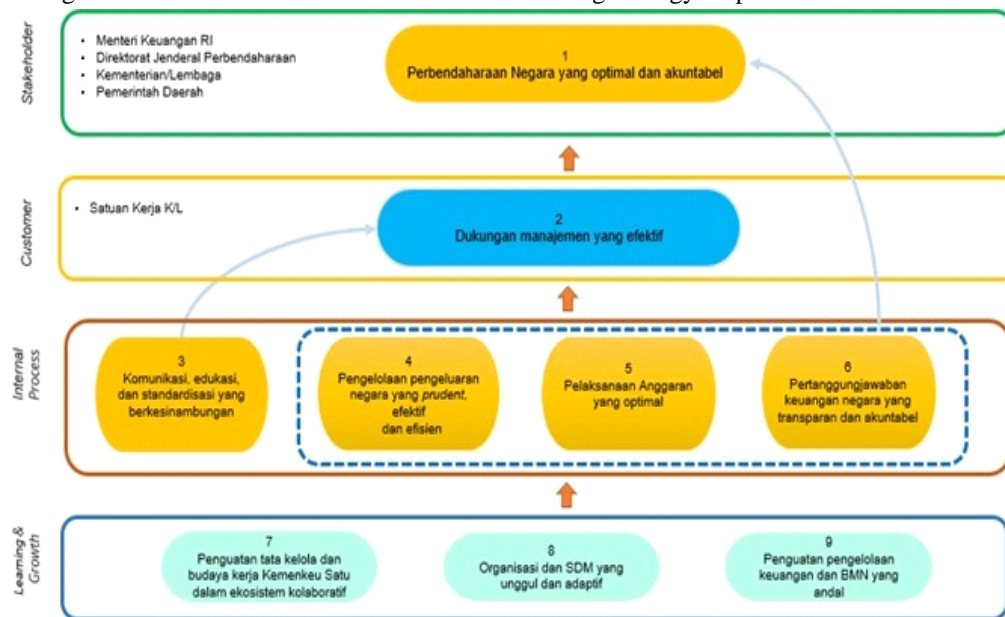 Stakeholder
• Menteri Keuangan RI
• Direktorat Jenderal Perbendaharaan
• Kementerian/Lembaga
• Pemerintah Daerah
1
Perbendaharaan Negara yang optimal dan akuntabel
Customer
• Satuan Kerja K/L
2
Dukungan manajemen yang efektif
Internal
Process
3
Komunikasi, edukasi,
dan standardisasi yang
berkesinambungan
4
Pengelolaan pengeluaran
negara yang prudent,
efektif
dan efisien
5
Pelaksanaan Anggaran
yang optimal
6
Pertanggungjawaban
keuangan negara yang
transparan dan akuntabel
Learning &
Growth
7
Penguatan tata kelola dan
budaya kerja Kemenkeu Satu
dalam ekosistem kolaboratif
8
Organisasi dan SDM yang
unggul dan adaptif
9
Penguatan pengelolaan
keuangan dan BMN yang
andal